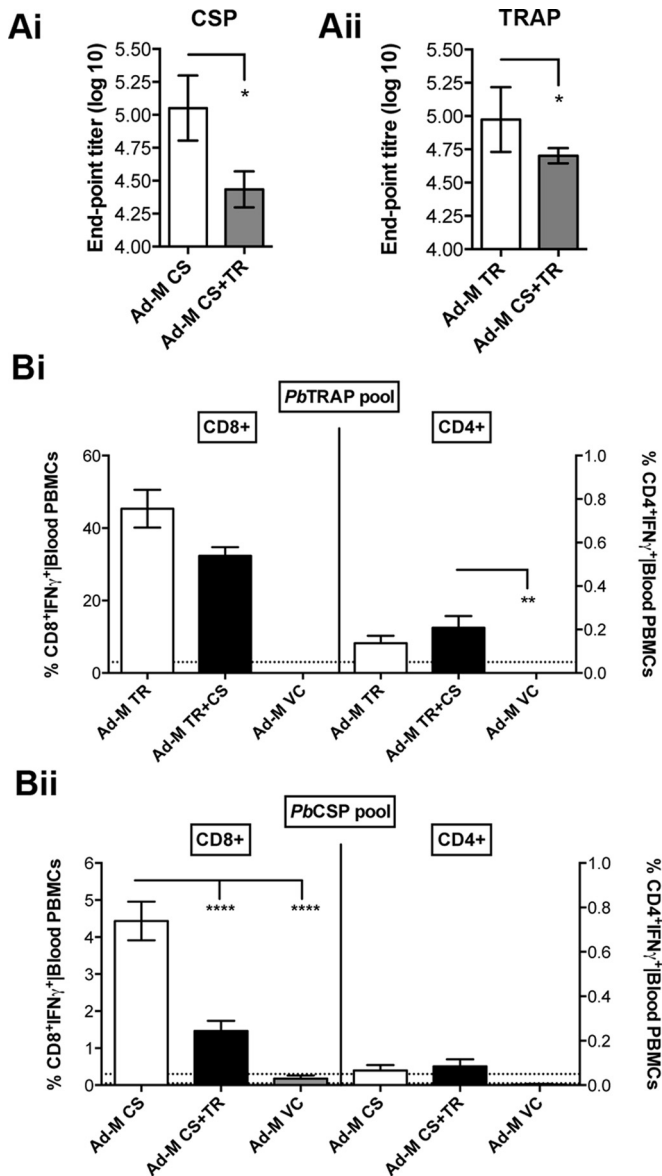 Ai
CSP
End-point titer (log 10)
5.50
5.25
5.00
4.75
4.50
4.25
4.00
*
Ad-M CS
Ad-M CS+TR
Aii
TRAP
End-point titre (log 10)
5.50
5.25
5.00
4.75
4.50
4.25
4.00
*
Ad-M TR
Ad-M CS+TR
Bi
PbTRAP pool
CD8+
CD4+
% CD8+IFNγ+|Blood PBMCs
60
40
20
0
**
1.0
0.8
0.6
0.4
0.2
0.0
% CD4+IFNγ+|Blood PBMCs
Ad-M TR
Ad-M TR+CS
Ad-M VC
Ad-M TR
Ad-M TR+CS
Ad-M VC
Bii
PbCSP pool
CD8+
CD4+
% CD8+IFNγ+|Blood PBMCs
6
5
4
3
2
1
0
****
****
1.0
0.8
0.6
0.4
0.2
0.0
% CD4+IFNγ+|Blood PBMCs
Ad-M CS
Ad-M CS+TR
Ad-M VC
Ad-M CS
Ad-M CS+TR
Ad-M VC